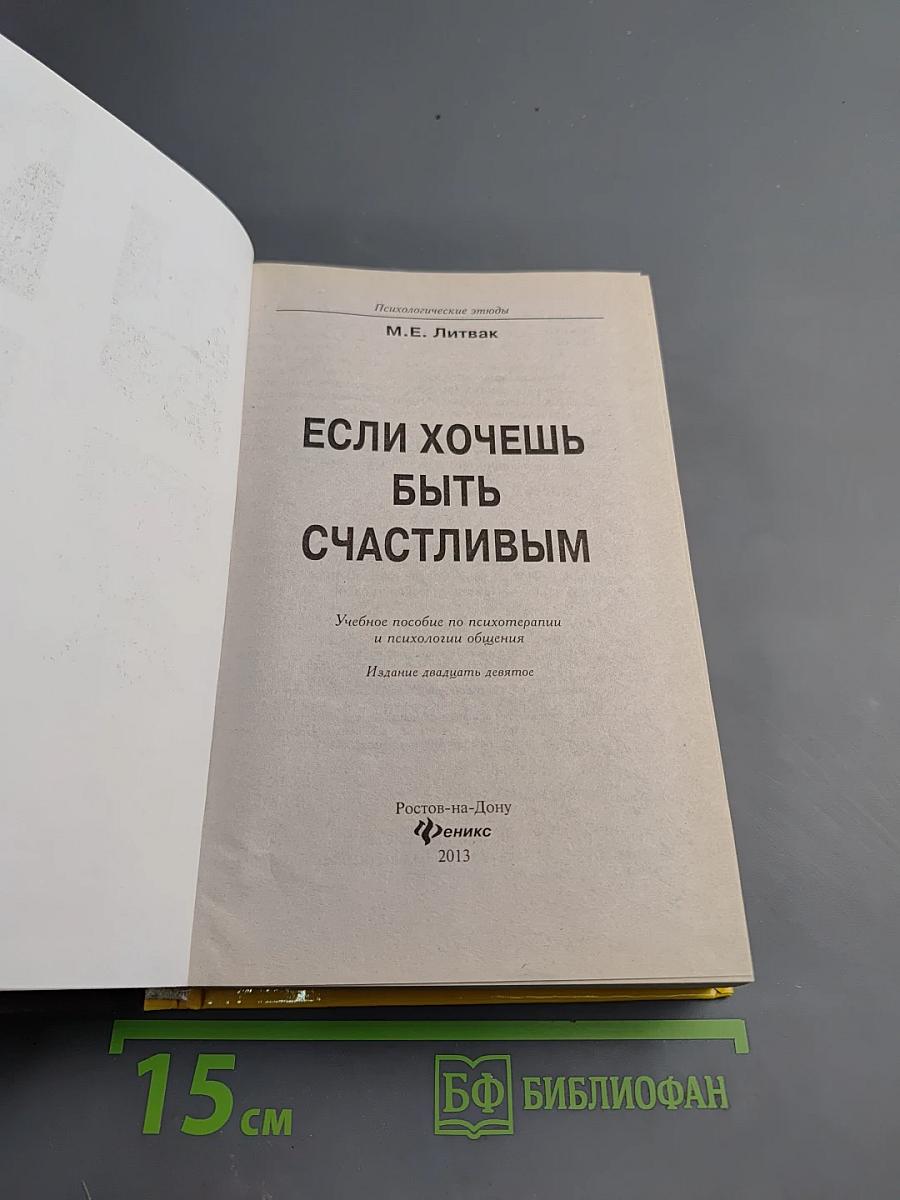 Психологические этюды
М.Е. Литвак
ЕСЛИ ХОЧЕШЬ
БЫТЬ
СЧАСТЛИВЫМ
Учебное пособие по психотерапии
и психологии общения
Издание двадцать девятое
Ростов-на-Дону
Феникс
2013
15 см
БФ БИБЛИОФАН